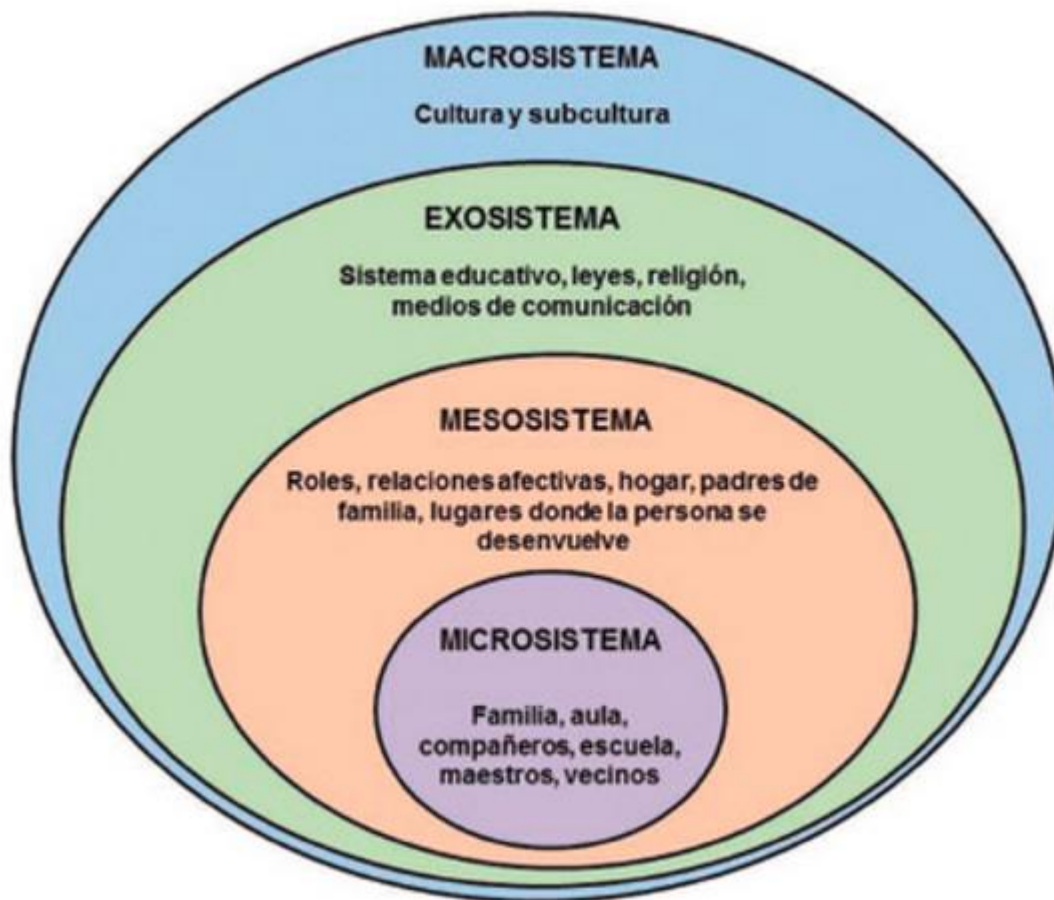 MACROSISTEMA
Cultura y subcultura
EXOSISTEMA
Sistema educativo, leyes, religión,
medios de comunicación
MESOSISTEMA
Roles, relaciones afectivas, hogar, padres de
familia, lugares donde la persona se
desenvuelve
MICROSISTEMA
Familia, aula,
compañeros, escuela,
maestros, vecinos